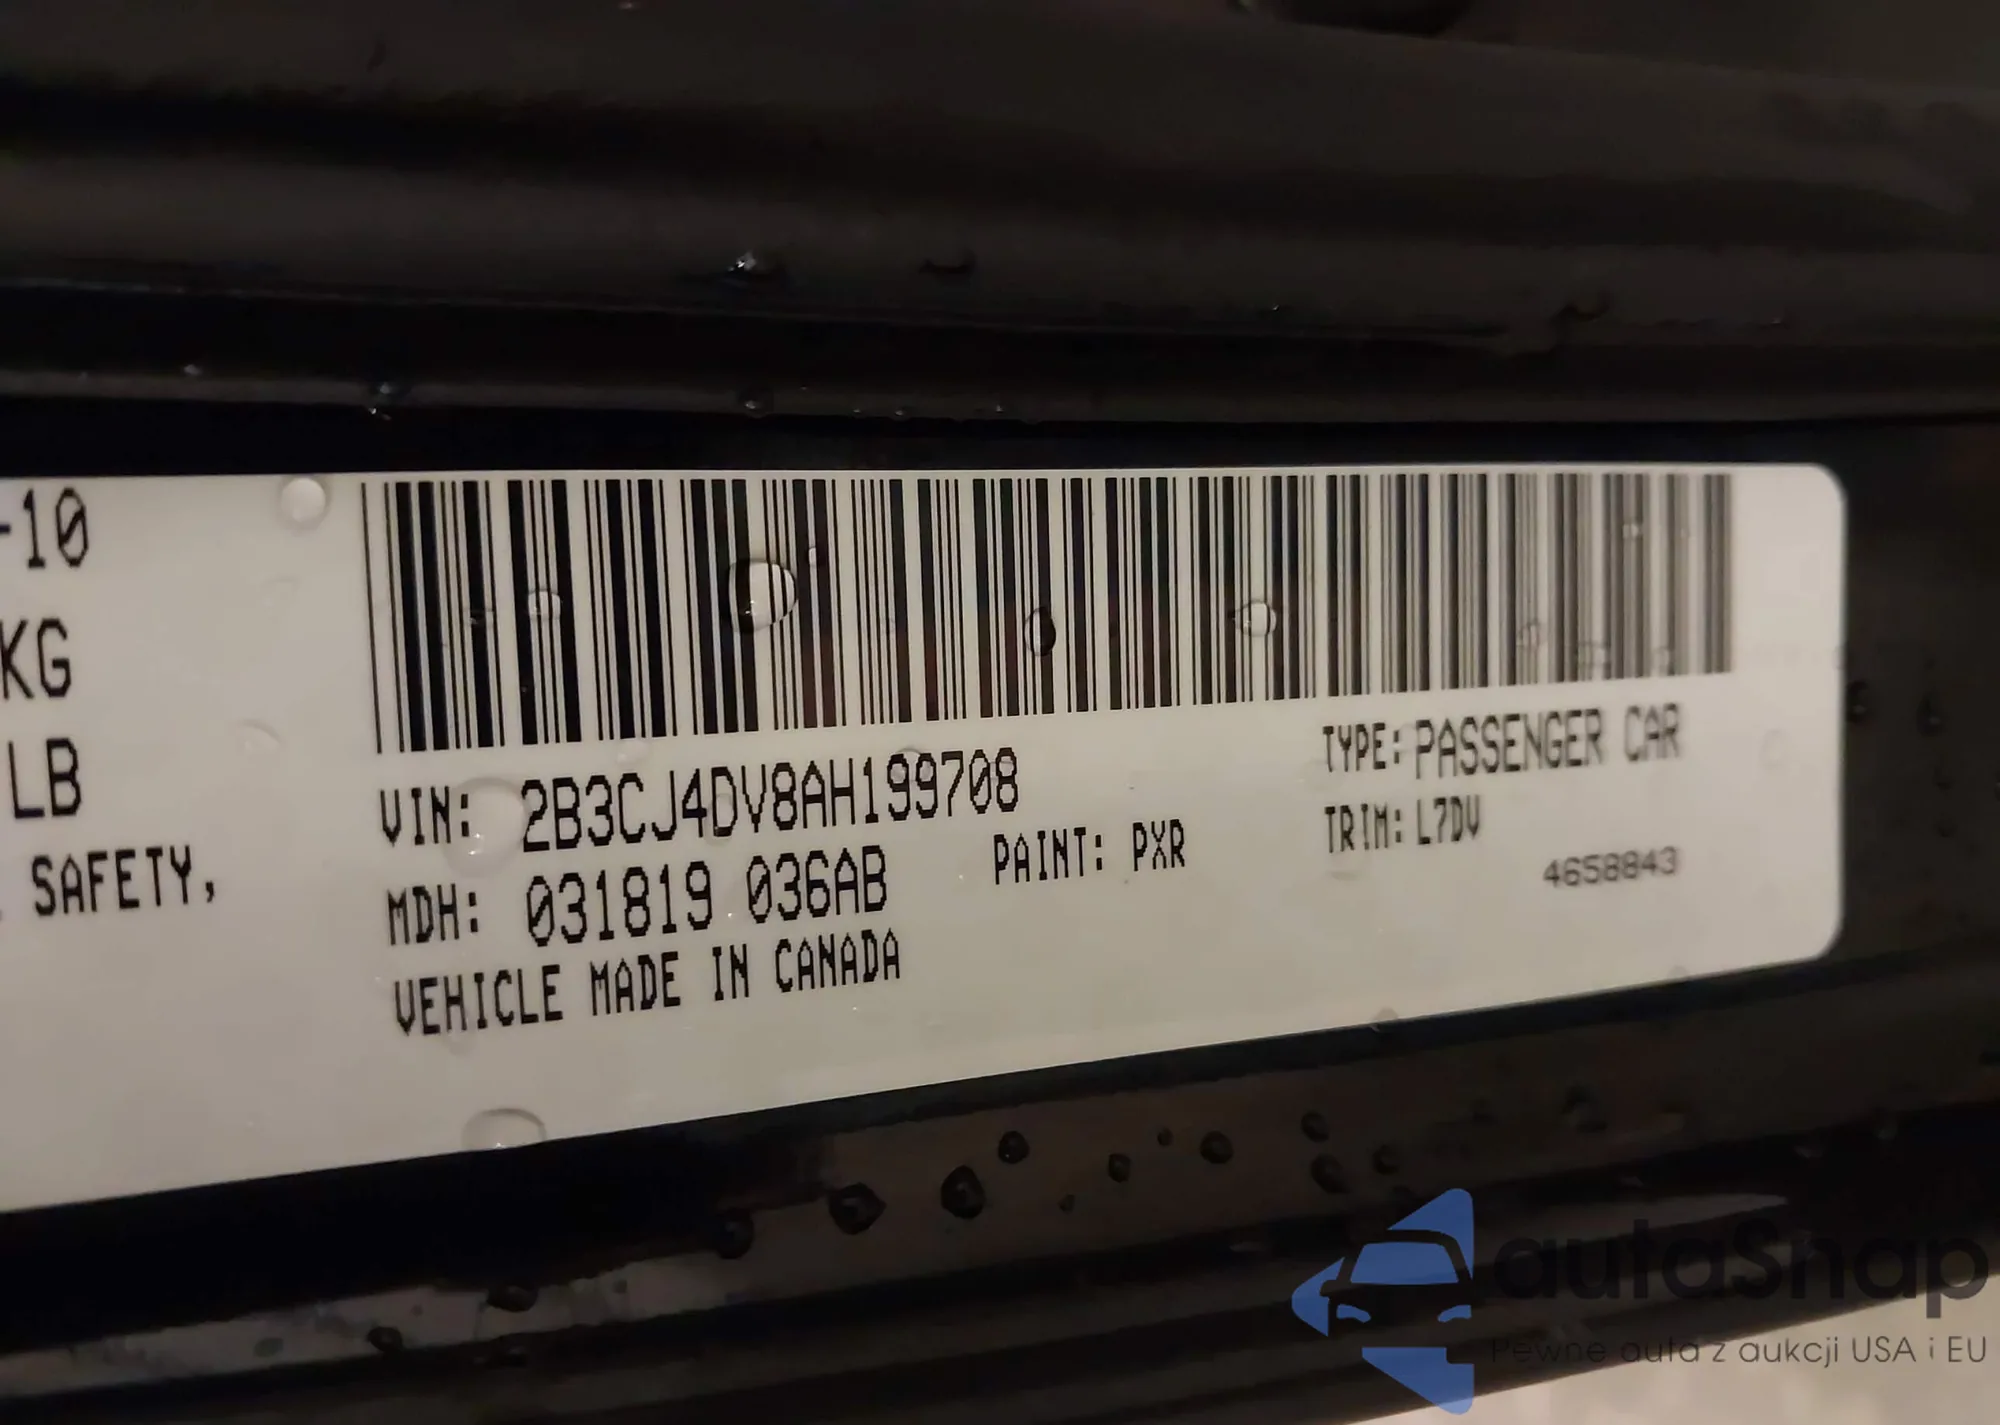 -10
KG
LB
SAFETY,
VIN: 2B3CJ4DV8AH199708
MDH: 031819 036AB
PAINT: PXR
VEHICLE MADE IN CANADA
TYPE: PASSENGER CAR
TRIM: L7DV
4658843
autaSnap
Pewne auta z aukcji USA i EU